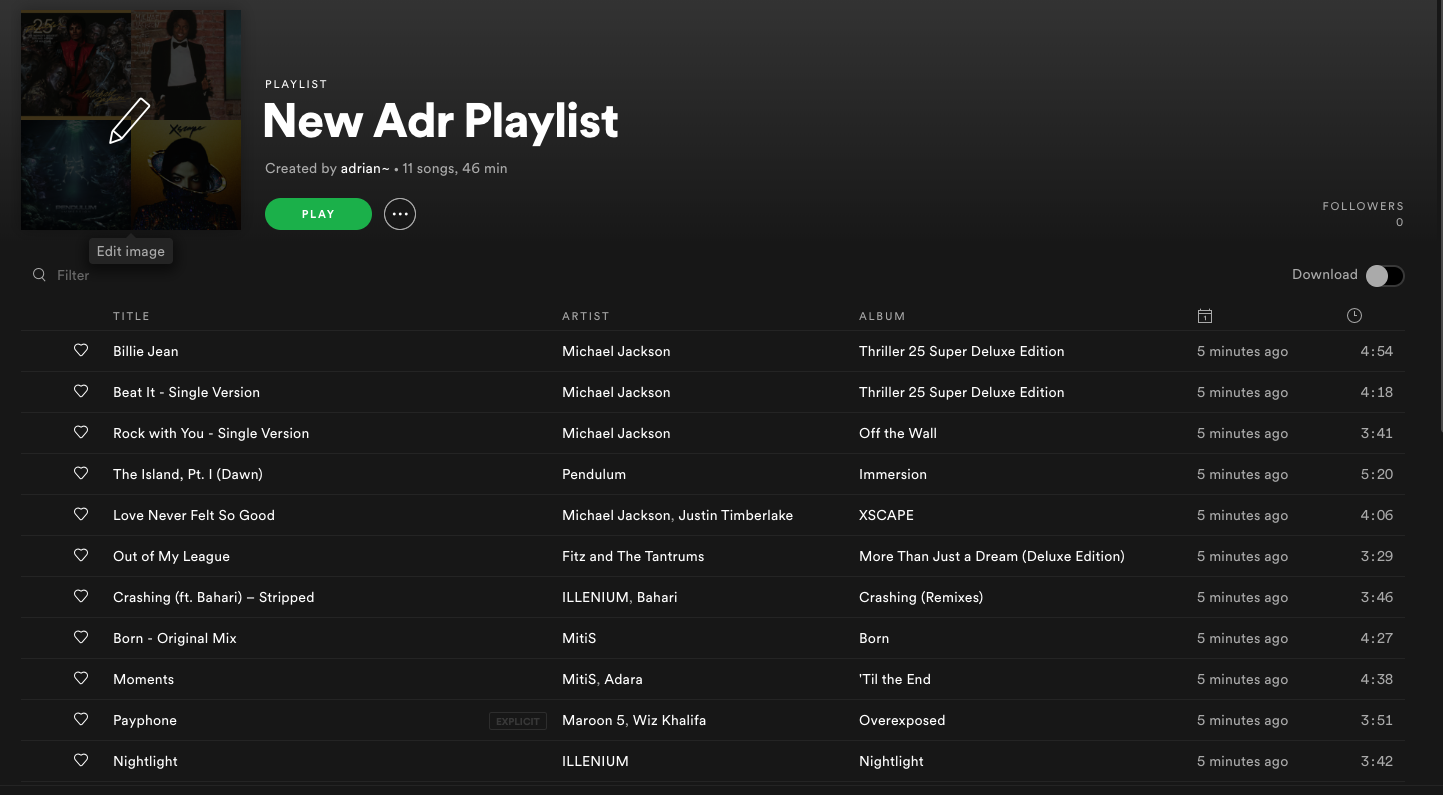 25
Xscape
PLAYLIST
New Adr Playlist
Created by adrian~ • 11 songs, 46 min
PLAY
FOLLOWERS
0
Edit image
Filter
Download
TITLE ARTIST ALBUM
Billie Jean Michael Jackson Thriller 25 Super Deluxe Edition 5 minutes ago 4:54
Beat It - Single Version Michael Jackson Thriller 25 Super Deluxe Edition 5 minutes ago 4:18
Rock with You - Single Version Michael Jackson Off the Wall 5 minutes ago 3:41
The Island, Pt. I (Dawn) Pendulum Immersion 5 minutes ago 5:20
Love Never Felt So Good Michael Jackson, Justin Timberlake XSCAPE 5 minutes ago 4:06
Out of My League Fitz and The Tantrums More Than Just a Dream (Deluxe Edition) 5 minutes ago 3:29
Crashing (ft. Bahari) – Stripped ILLENIUM, Bahari Crashing (Remixes) 5 minutes ago 3:46
Born - Original Mix MitiS Born 5 minutes ago 4:27
Moments MitiS, Adara 'Til the End 5 minutes ago 4:38
Payphone EXPLICIT Maroon 5, Wiz Khalifa Overexposed 5 minutes ago 3:51
Nightlight ILLENIUM Nightlight 5 minutes ago 3:42